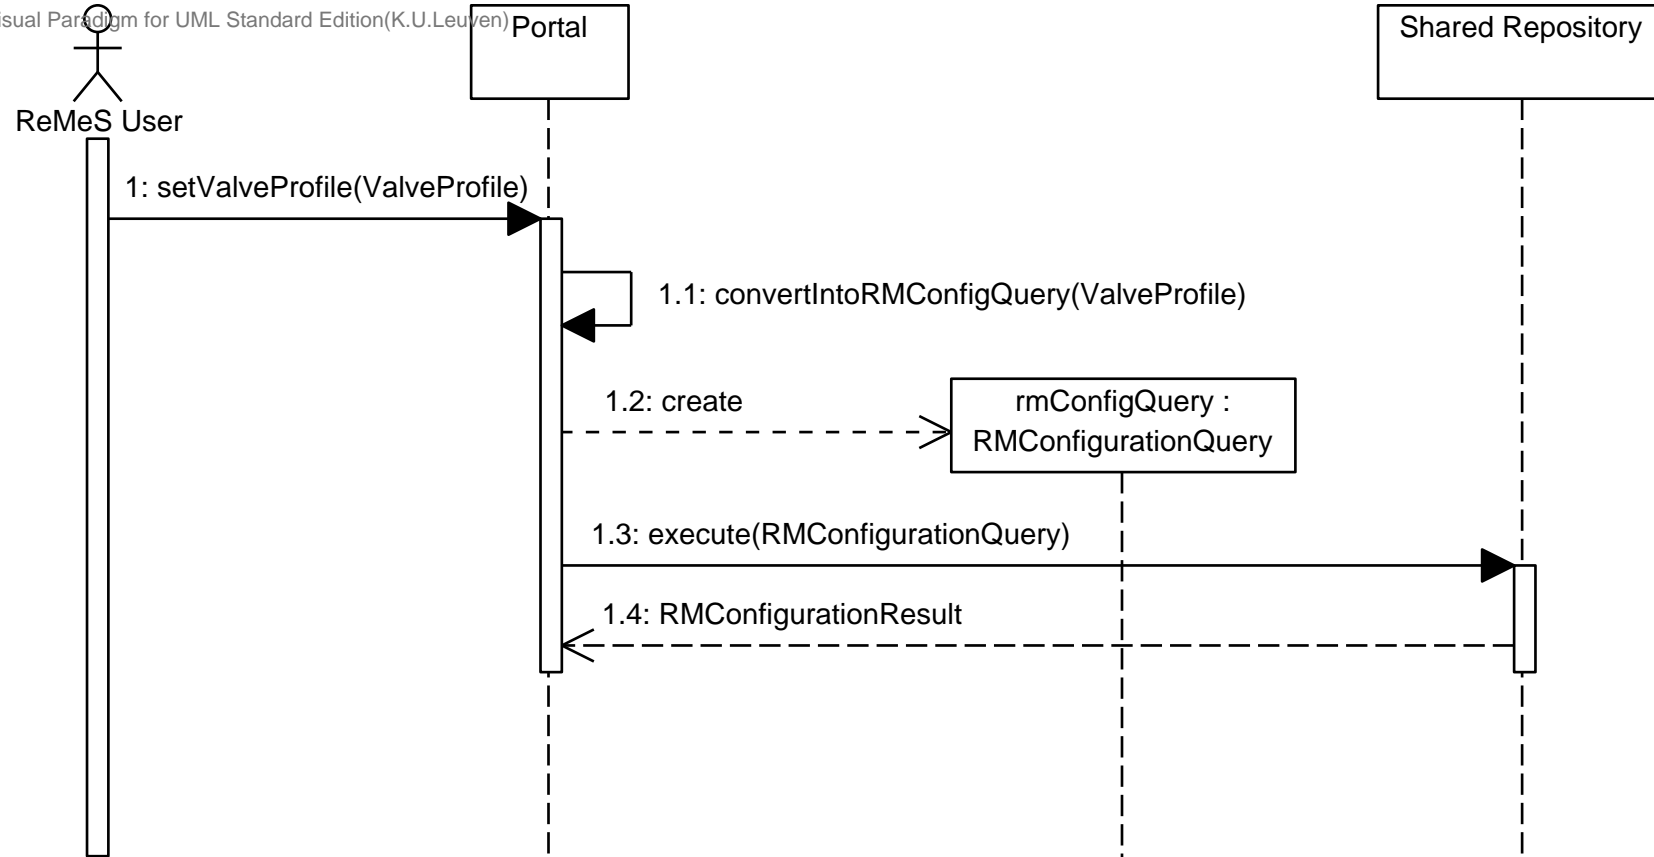 isual Paradigm for UML Standard Edition(K.U.Leuven)
Portal
Shared Repository
ReMeS User
1: setValveProfile(ValveProfile)
1.1: convertIntoRMConfigQuery(ValveProfile)
1.2: create
rmConfigQuery :
RMConfigurationQuery
1.3: execute(RMConfigurationQuery)
1.4: RMConfigurationResult